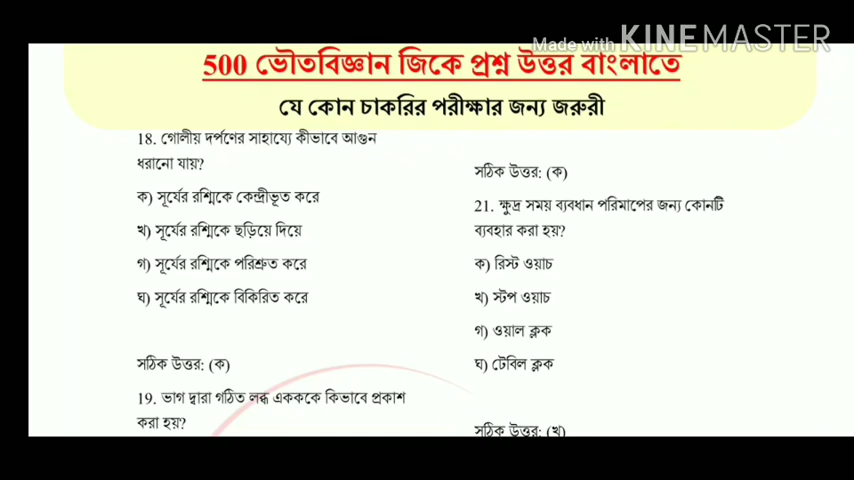 Made with KINEMASTER
500 ভৌতবিজ্ঞান জিকে প্রশ্ন উত্তর বাংলাতে
যে কোন চাকরির পরীক্ষার জন্য জরুরী
18. গোলীয় দর্পণের সাহায্যে কীভাবে আগুন
ধরানো যায়?
ক) সূর্যের রশ্মিকে কেন্দ্রীভূত করে
খ) সূর্যের রশ্মিকে ছড়িয়ে দিয়ে
গ) সূর্যের রশ্মিকে পরিশ্রুত করে
ঘ) সূর্যের রশ্মিকে বিকিরিত করে
সঠিক উত্তর: (ক)
19. ভাগ দ্বারা গঠিত লব্ধ একককে কিভাবে প্রকাশ
করা হয়?
সঠিক উত্তর: (ক)
21. ক্ষুদ্র সময় ব্যবধান পরিমাপের জন্য কোনটি
ব্যবহার করা হয়?
ক) রিস্ট ওয়াচ
খ) স্টপ ওয়াচ
গ) ওয়াল ক্লক
ঘ) টেবিল ক্লক
সঠিক উত্তর: (খ)